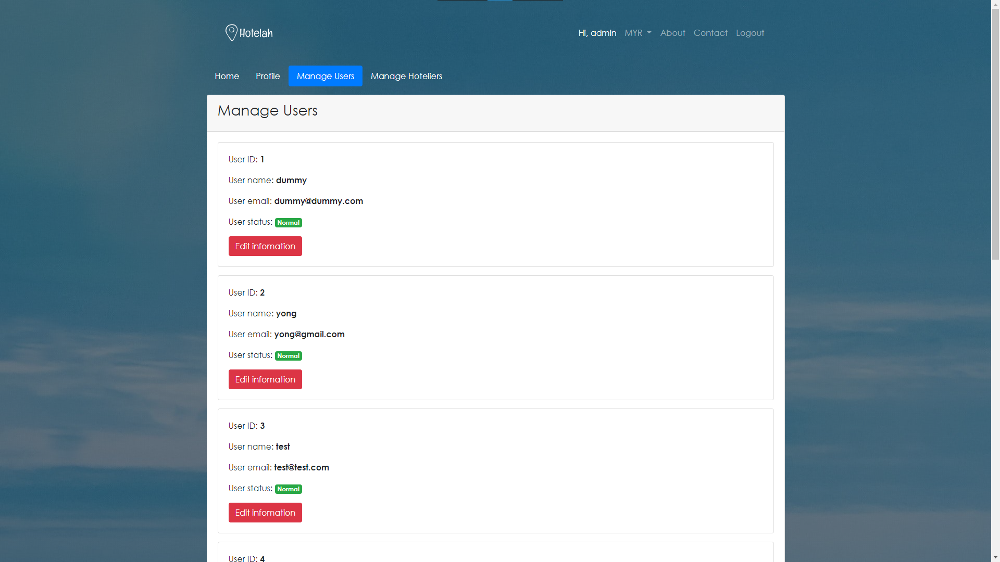 Hotelah
Hi, admin MYR About Contact Logout
Home Profile Manage Users Manage Hoteliers
Manage Users
User ID: 1
User name: dummy
User email: dummy@dummy.com
User status: Normal
Edit infomation
User ID: 2
User name: yong
User email: yong@gmail.com
User status: Normal
Edit infomation
User ID: 3
User name: test
User email: test@test.com
User status: Normal
Edit infomation
User ID: 4